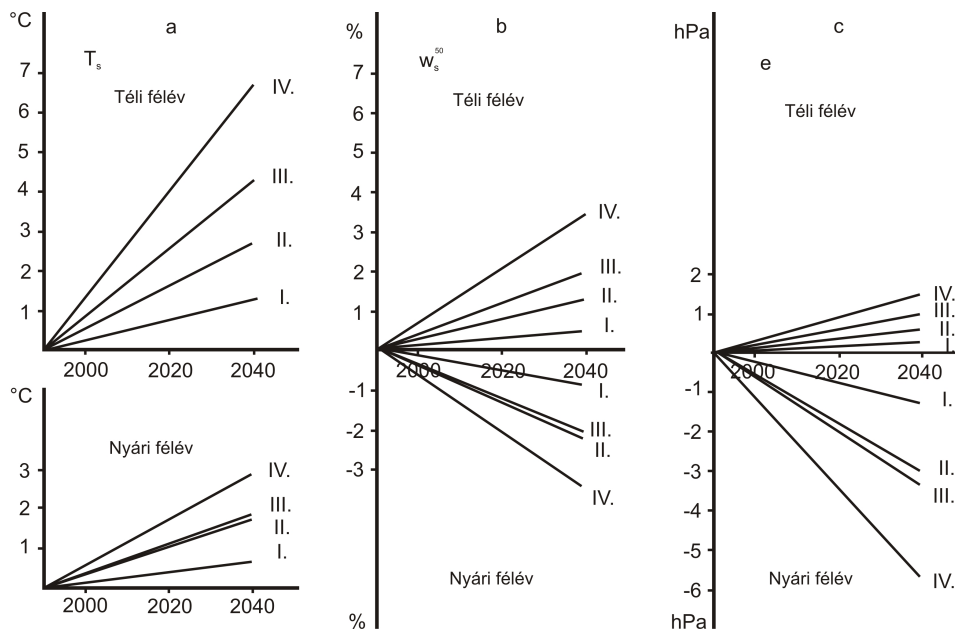 °C
a
T s
Téli félév
7
6
5
4
3
2
1
IV.
III.
II.
I.
2000 2020 2040
°C
Nyári félév
3
2
1
IV.
III.
II.
I.
2000 2020 2040
%
b
w s 50
Téli félév
7
6
5
4
3
2
1
IV.
III.
II.
I.
2000 2020 2040
-1
-2
-3
I.
III.
II.
IV.
Nyári félév
%
hPa
c
e
Téli félév
2
1
IV.
III.
II.
I.
2000 2020 2040
-1
-2
-3
-4
-5
-6
I.
II.
III.
IV.
Nyári félév
hPa